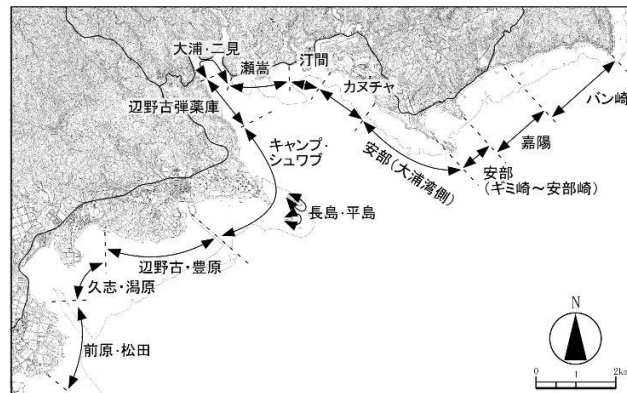 大浦・二見
瀬嵩
汀間
カヌチャ
バン崎
辺野古弾薬庫
嘉陽
キャンプ・
シュワブ
安部(大浦湾側)
安部
(ギミ崎～安部崎)
長島・平島
辺野古・豊原
久志・潟原
前原・松田
N
0 1 2km